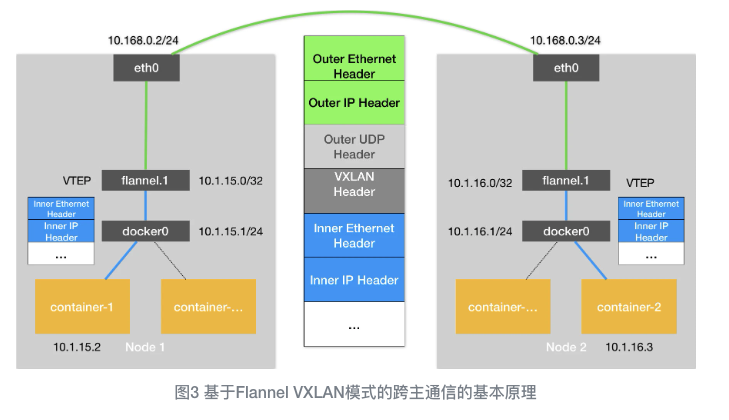 10.168.0.2/24
eth0
VTEP
flannel.1
10.1.15.0/32
Inner Ethernet
Header
Inner IP
Header
...
docker0
10.1.15.1/24
container-1
container-...
10.1.15.2
Node 1
Outer Ethernet
Header
Outer IP Header
Outer UDP
Header
VXLAN
Header
Inner Ethernet
Header
Inner IP Header
...
10.168.0.3/24
eth0
10.1.16.0/32
flannel.1
VTEP
10.1.16.1/24
docker0
Inner Ethernet
Header
Inner IP
Header
...
container-...
container-2
Node 2
10.1.16.3
图3 基于Flannel VXLAN模式的跨主通信的基本原理